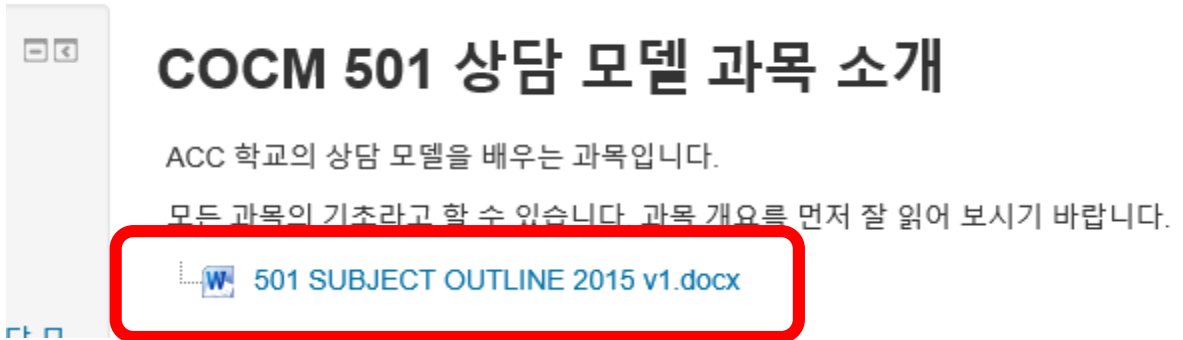 COCM 501 상담 모델 과목 소개
ACC 학교의 상담 모델을 배우는 과목입니다.
모든 과목의 기초라고 할 수 있습니다. 과목 개요를 먼저 잘 읽어 보시기 바랍니다.
501 SUBJECT OUTLINE 2015 v1.docx